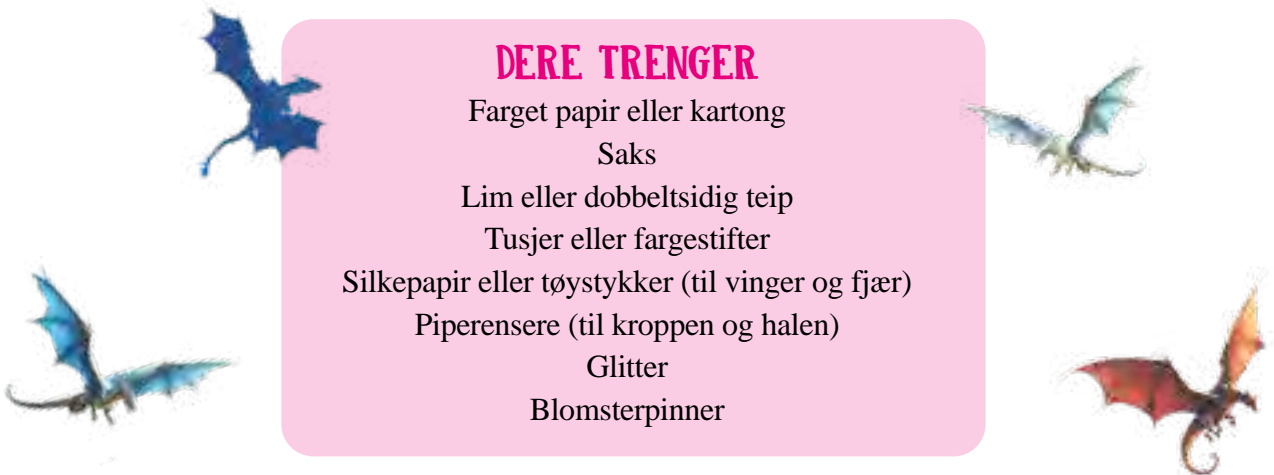 DERE TRENGER
Farget papir eller kartong
Saks
Lim eller dobbeltsidig teip
Tusjer eller fargestifter
Silkepapir eller tøystykker (til vinger og fjær)
Piperensere (til kroppen og halen)
Glitter
Blomsterpinner